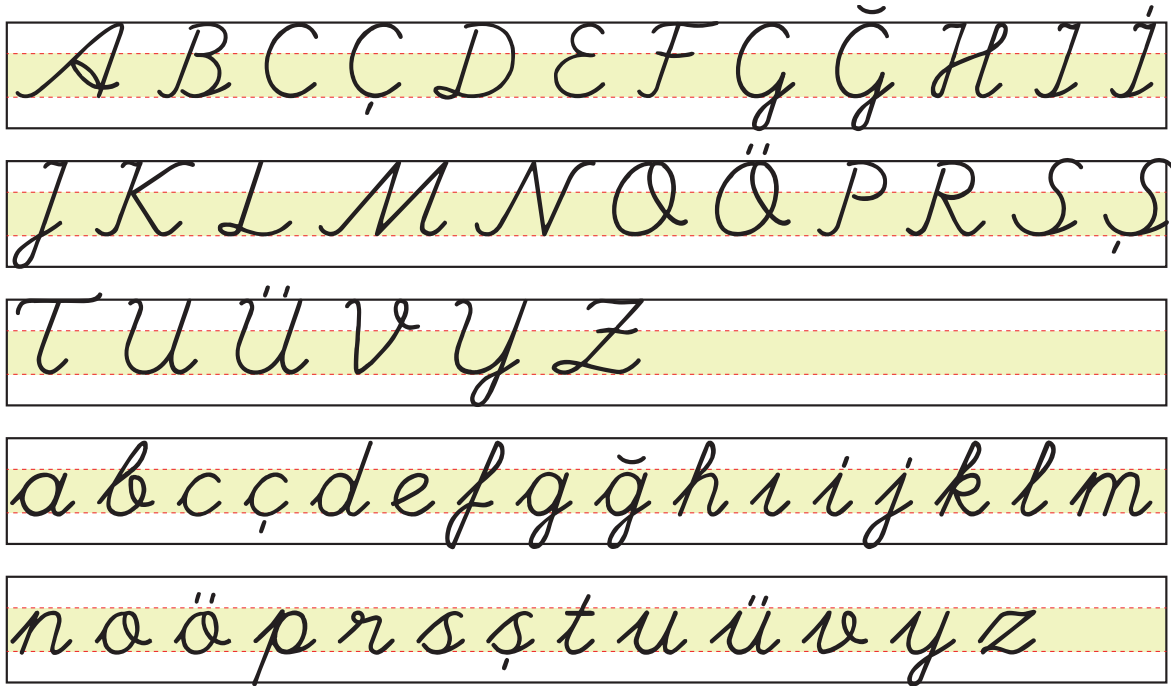 A B C Ç D E F G Ğ H I İ
J K L M N O Ö P R S Ş
T U Ü V Y Z
a b c ç d e f g ğ h ı i j k l m
n o ö p r s ş t u ü v y z